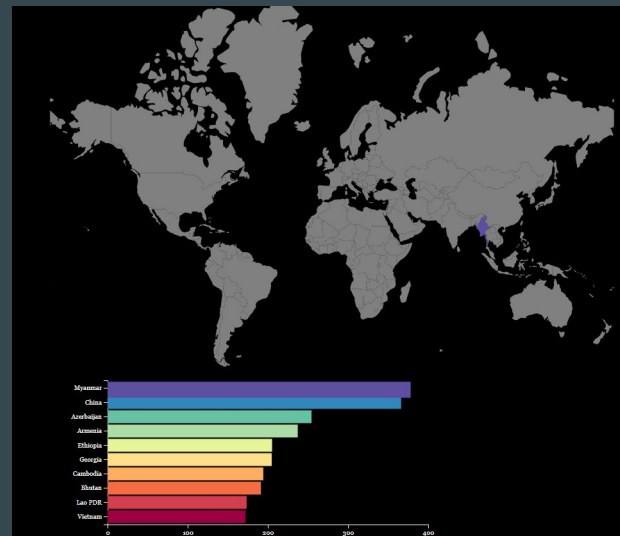 Myanmar
China
Azerbaijan
Armenia
Ethiopia
Georgia
Cambodia
Bhutan
Lao PDR
Vietnam
0 100 200 300 400